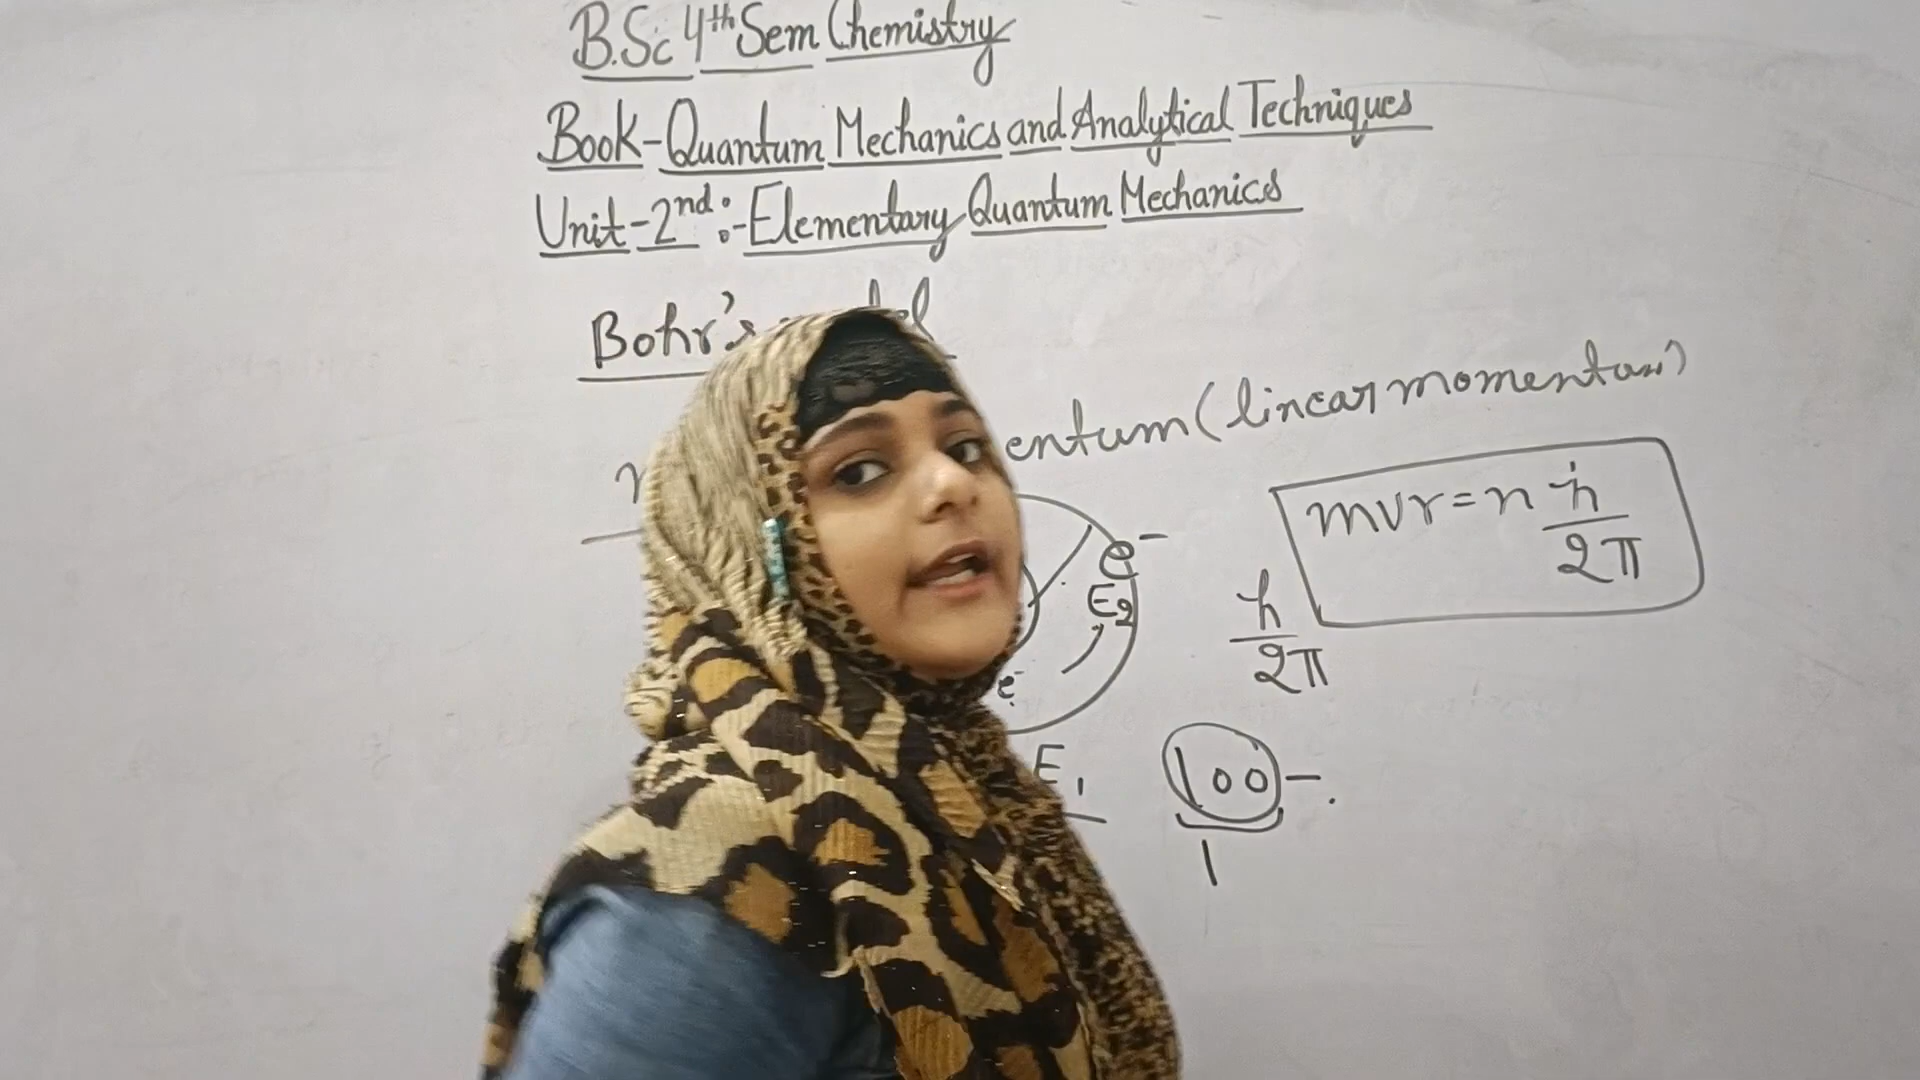 B.Sc 4th Sem Chemistry
Book-Quantum Mechanics and Analytical Techniques
Unit-2nd:-Elementary Quantum Mechanics
Bohr's
entum (linear momentum)
mvr = n h/2π
e-
E2
h/2π
e-
E1
100-.
1